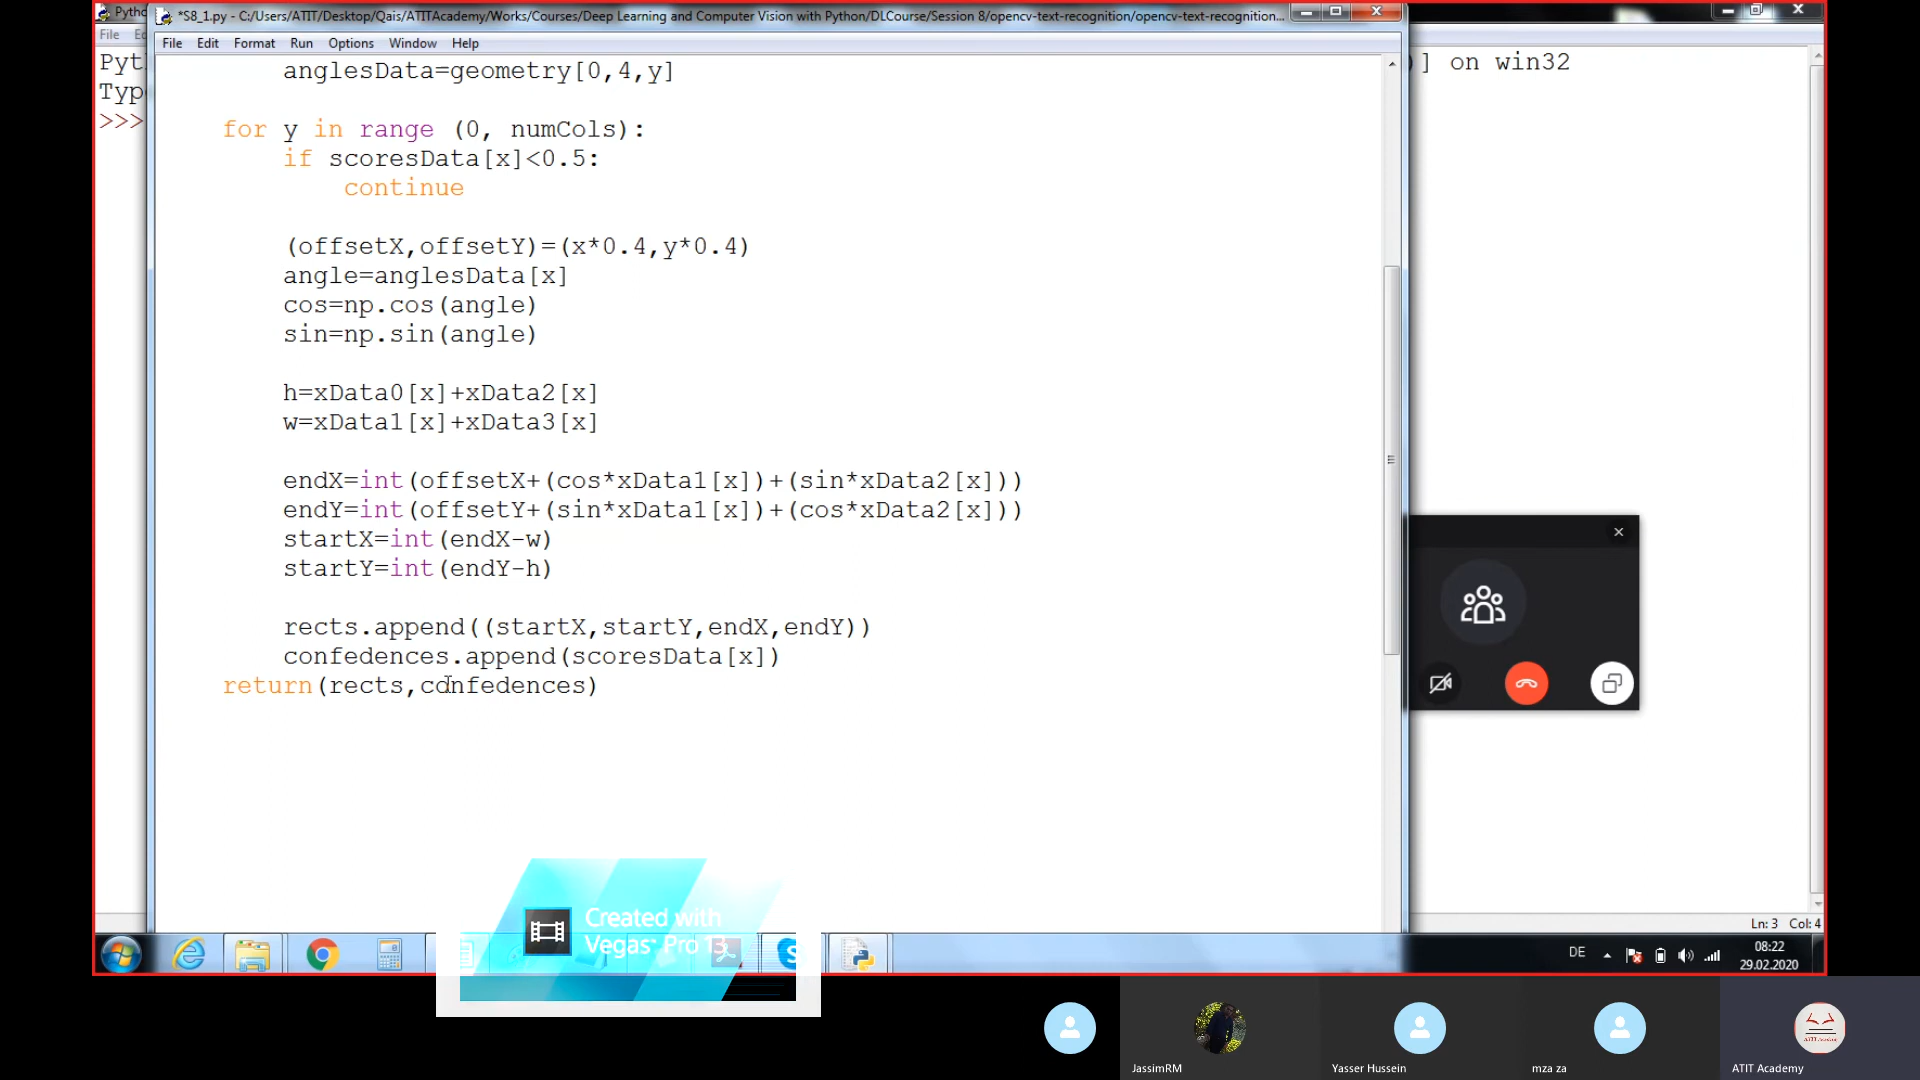 Pytho
*S8_1.py - C:/Users/ATIT/Desktop/Qais/ATITAcademy/Works/Courses/Deep Learning and Computer Vision with Python/DLCourse/Session 8/opencv-text-recognition/opencv-text-recognition...
File Ed
File Edit Format Run Options Window Help
Pyt
)] on win32
Typ
>>>
anglesData=geometry[0,4,y]
for y in range (0, numCols):
if scoresData[x]<0.5:
continue
(offsetX,offsetY)=(x*0.4,y*0.4)
angle=anglesData[x]
cos=np.cos(angle)
sin=np.sin(angle)
h=xData0[x]+xData2[x]
w=xData1[x]+xData3[x]
endX=int(offsetX+(cos*xData1[x])+(sin*xData2[x]))
endY=int(offsetY+(sin*xData1[x])+(cos*xData2[x]))
startX=int(endX-w)
startY=int(endY-h)
rects.append((startX,startY,endX,endY))
confedences.append(scoresData[x])
return(rects,confedences)
Created with
Vegas Pro 13
Ln: 3 Col: 4
DE
08:22
29.02.2020
JassimRM
Yasser Hussein
mza za
ATIT Academy